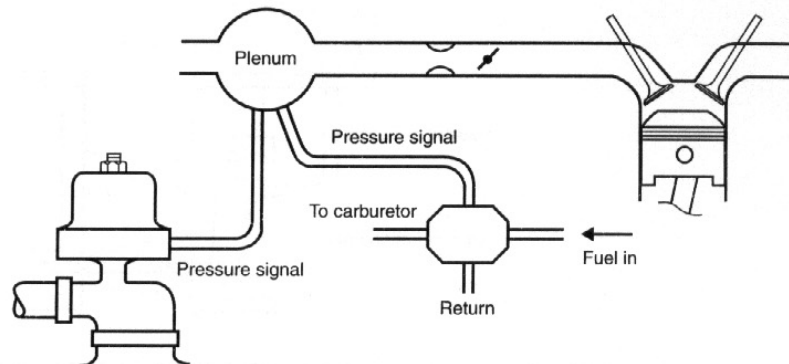 Plenum
Pressure signal
To carburetor
Fuel in
Pressure signal
Return